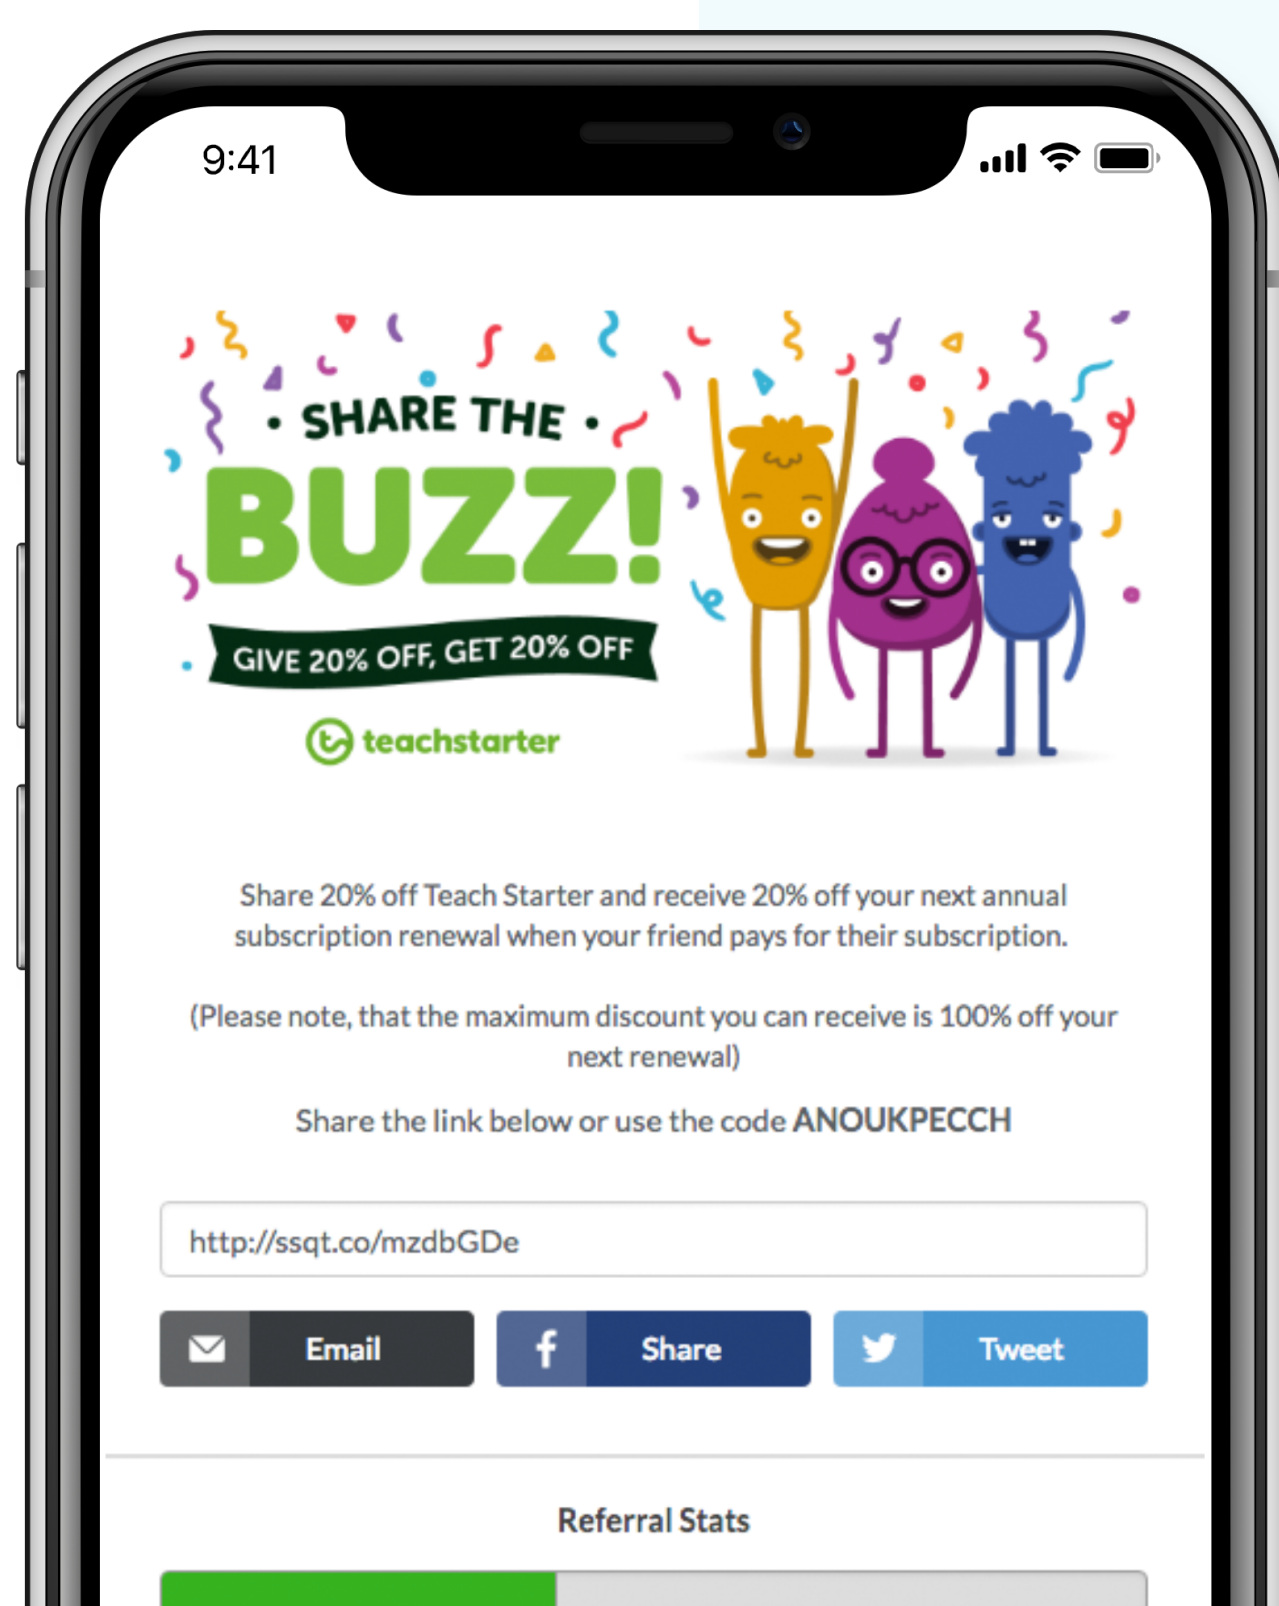 9:41
• SHARE THE •
BUZZ!
GIVE 20% OFF, GET 20% OFF
teachstarter
Share 20% off Teach Starter and receive 20% off your next annual
subscription renewal when your friend pays for their subscription.
(Please note, that the maximum discount you can receive is 100% off your
next renewal)
Share the link below or use the code ANOUKPECCH
http://ssqt.co/mzdbGDe
Email
Share
Tweet
Referral Stats